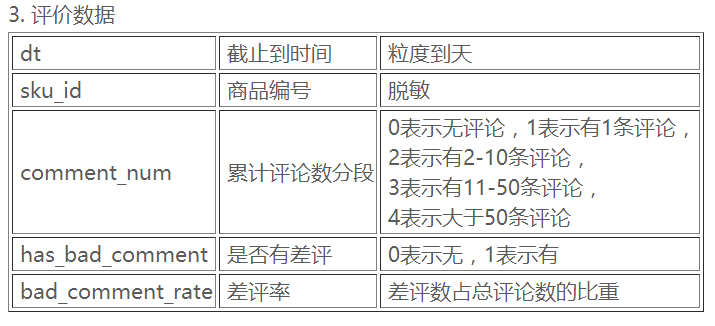 3. 评价数据
dt 截止到时间 粒度到天
sku_id 商品编号 脱敏
comment_num 累计评论数分段 0表示无评论，1表示有1条评论，
2表示有2-10条评论，
3表示有11-50条评论，
4表示大于50条评论
has_bad_comment 是否有差评 0表示无，1表示有
bad_comment_rate 差评率 差评数占总评论数的比重